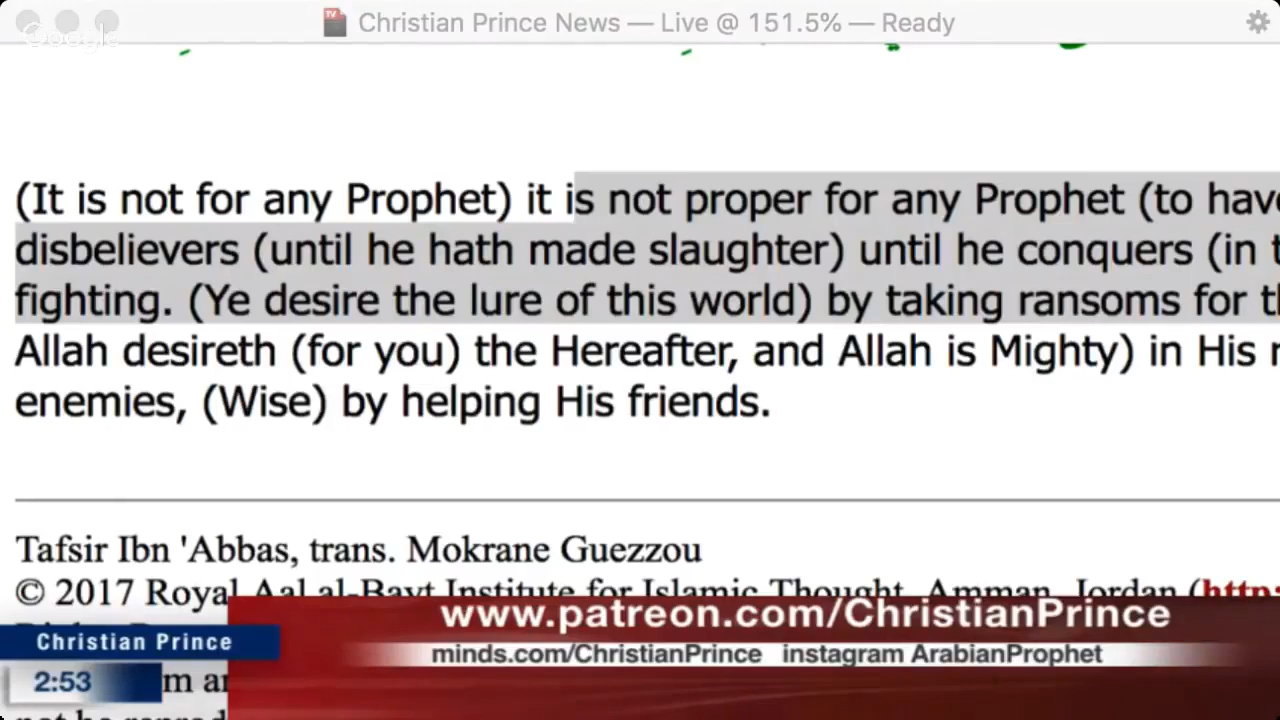 Christian Prince News — Live @ 151.5% — Ready
Google
(It is not for any Prophet) it is not proper for any Prophet (to have
disbelievers (until he hath made slaughter) until he conquers (in t
fighting. (Ye desire the lure of this world) by taking ransoms for th
Allah desireth (for you) the Hereafter, and Allah is Mighty) in His
enemies, (Wise) by helping His friends.
Tafsir Ibn 'Abbas, trans. Mokrane Guezzou
© 2017 Royal Aal al-Bayt Institute for Islamic Thought, Amman, Jordan (http:
www.patreon.com/ChristianPrince
Christian Prince
minds.com/ChristianPrince instagram ArabianProphet
2:53